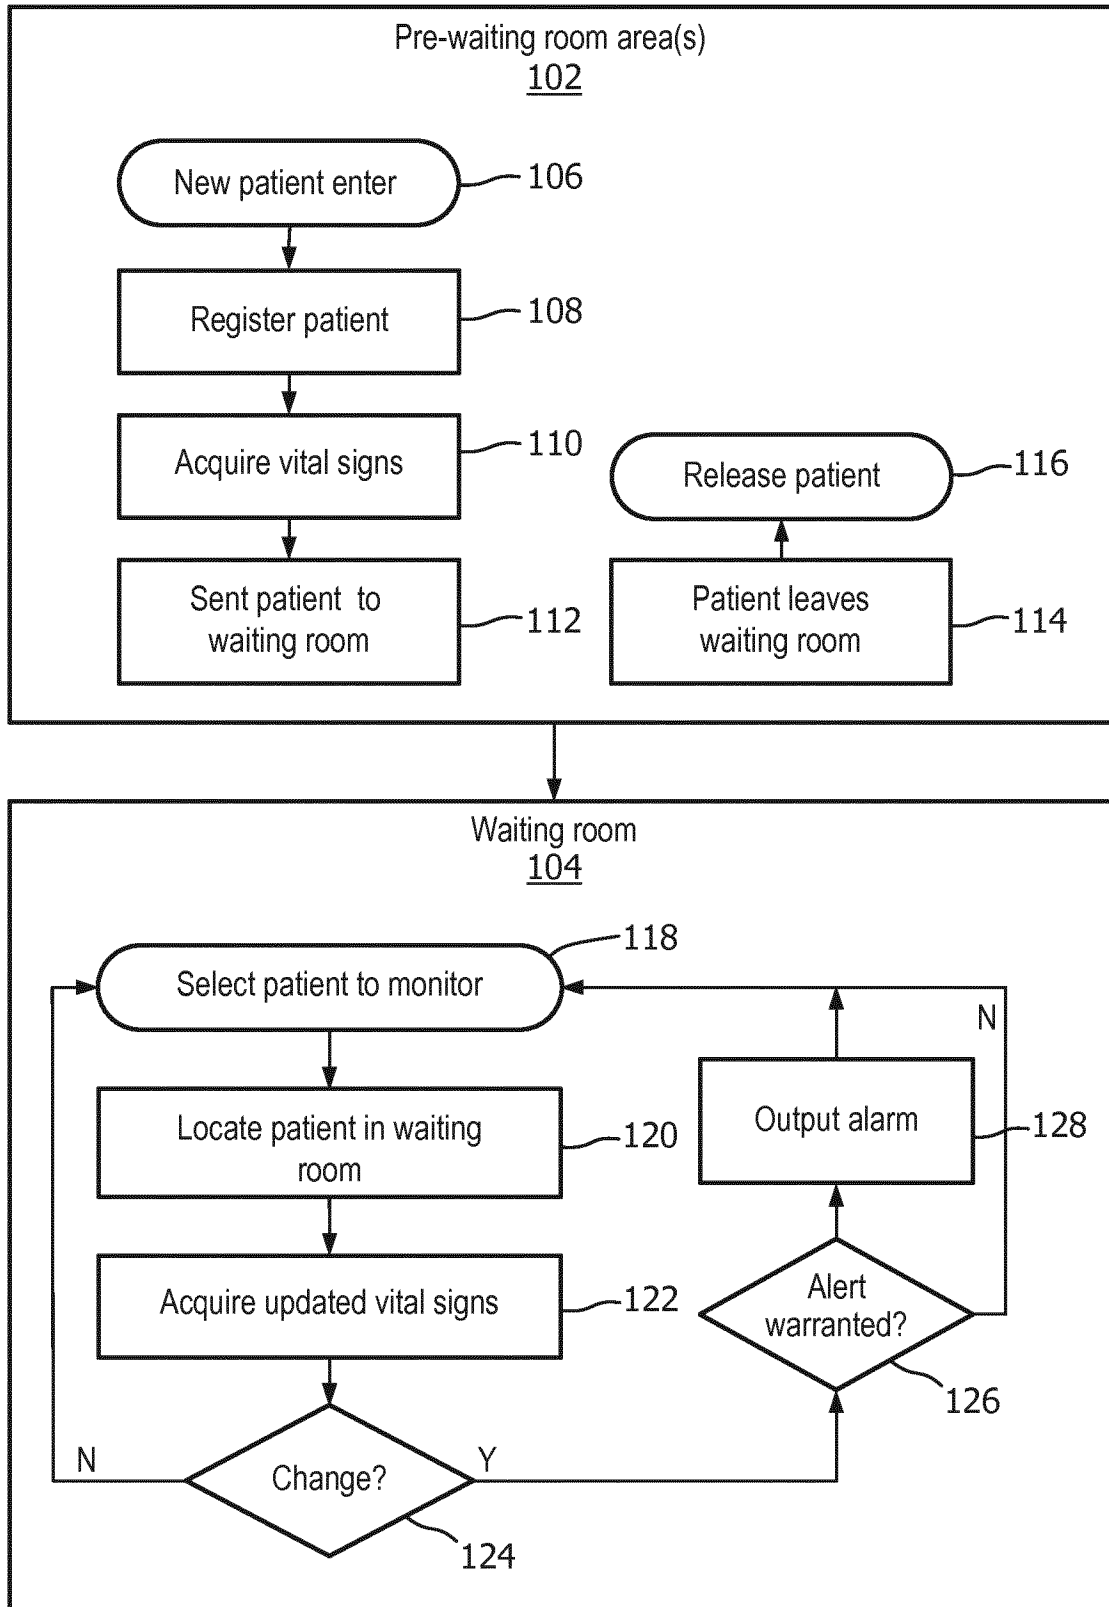 Pre-waiting room area(s)
102
New patient enter
106
Register patient
108
Acquire vital signs
110
Sent patient to
waiting room
112
Release patient
116
Patient leaves
waiting room
114
Waiting room
104
Select patient to monitor
118
Locate patient in waiting
room
120
Acquire updated vital signs
122
Change?
124
N
Y
Alert
warranted?
126
N
Output alarm
128